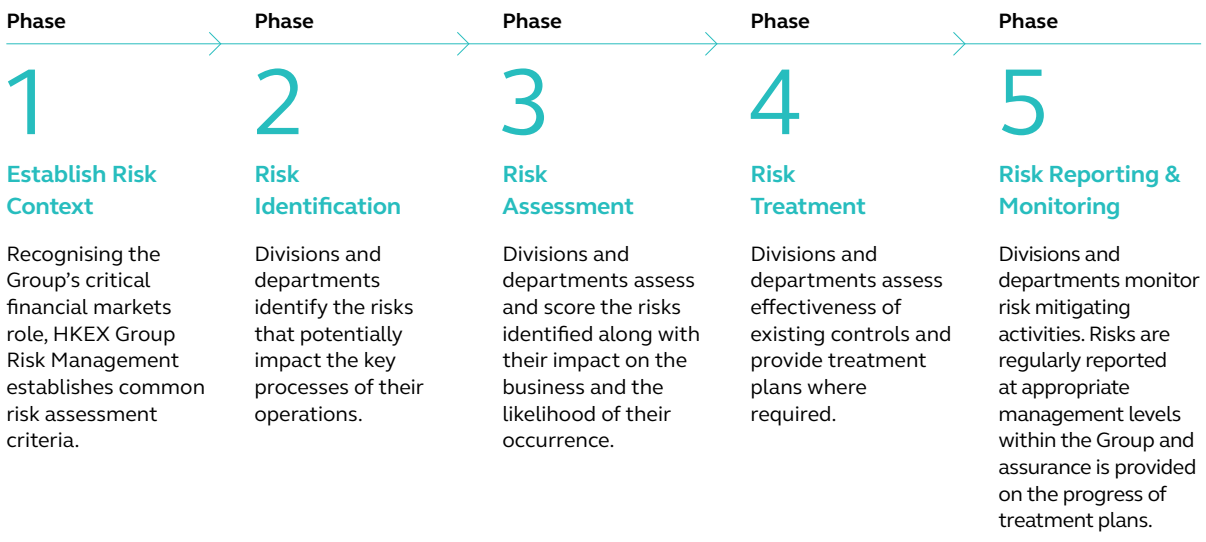 Phase
1
Establish Risk
Context
Recognising the
Group's critical
financial markets
role, HKEX Group
Risk Management
establishes common
risk assessment
criteria.
Phase
2
Risk
Identification
Divisions and
departments
identify the risks
that potentially
impact the key
processes of their
operations.
Phase
3
Risk
Assessment
Divisions and
departments assess
and score the risks
identified along with
their impact on the
business and the
likelihood of their
occurrence.
Phase
4
Risk
Treatment
Divisions and
departments assess
effectiveness of
existing controls and
provide treatment
plans where
required.
Phase
5
Risk Reporting &
Monitoring
Divisions and
departments monitor
risk mitigating
activities. Risks are
regularly reported
at appropriate
management levels
within the Group and
assurance is provided
on the progress of
treatment plans.